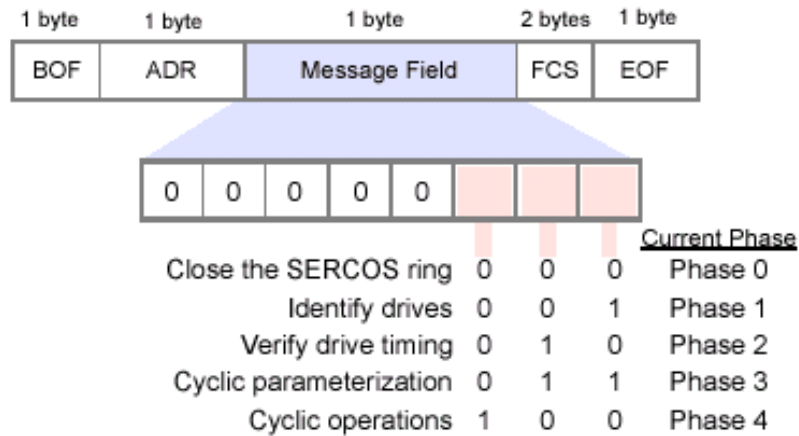 1 byte 1 byte 1 byte 2 bytes 1 byte
BOF ADR Message Field FCS EOF
0 0 0 0 0
Current Phase
Close the SERCOS ring 0 0 0 Phase 0
Identify drives 0 0 1 Phase 1
Verify drive timing 0 1 0 Phase 2
Cyclic parameterization 0 1 1 Phase 3
Cyclic operations 1 0 0 Phase 4